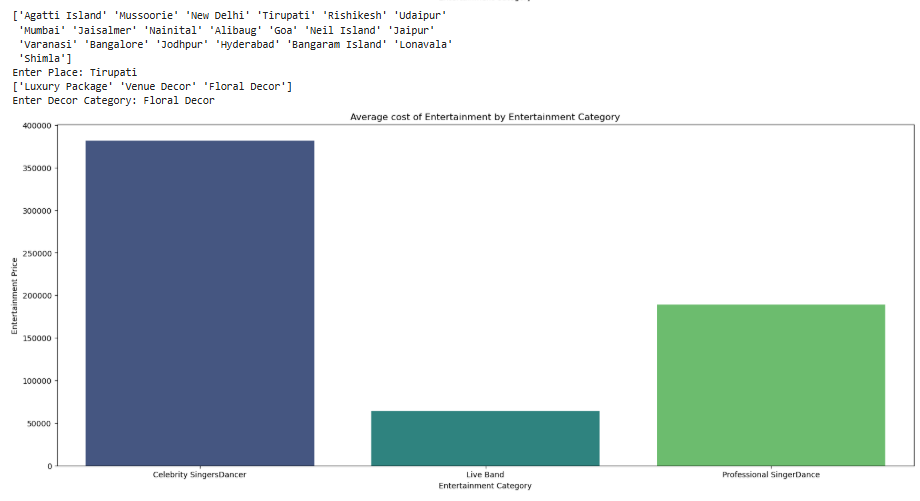 ['Agatti Island' 'Mussoorie' 'New Delhi' 'Tirupati' 'Rishikesh' 'Udaipur'
'Mumbai' 'Jaisalmer' 'Nainital' 'Alibaug' 'Goa' 'Neil Island' 'Jaipur'
'Varanasi' 'Bangalore' 'Jodhpur' 'Hyderabad' 'Bangaram Island' 'Lonavala'
'Shimla']
Enter Place: Tirupati
['Luxury Package' 'Venue Decor' 'Floral Decor']
Enter Decor Category: Floral Decor
Average cost of Entertainment by Entertainment Category
400000
350000
300000
250000
200000
150000
100000
50000
0
Entertainment Price
Celebrity SingersDancer
Live Band
Professional SingerDance
Entertainment Category